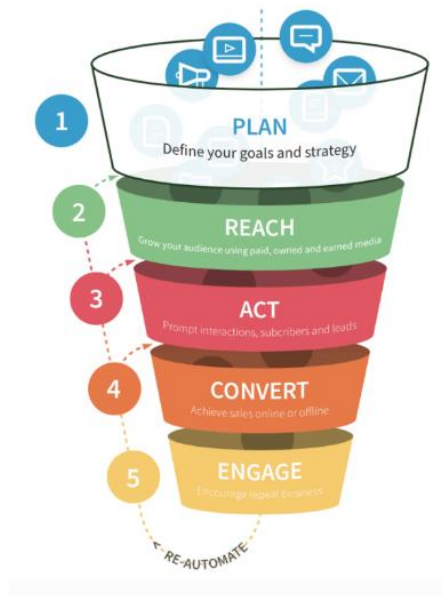 1
PLAN
Define your goals and strategy
2
REACH
Grow your audience using paid, owned and earned media
3
ACT
Prompt interactions, subcribers and leads
4
CONVERT
Achieve sales online or offline
5
ENGAGE
Encourage repeat business
RE-AUTOMATE